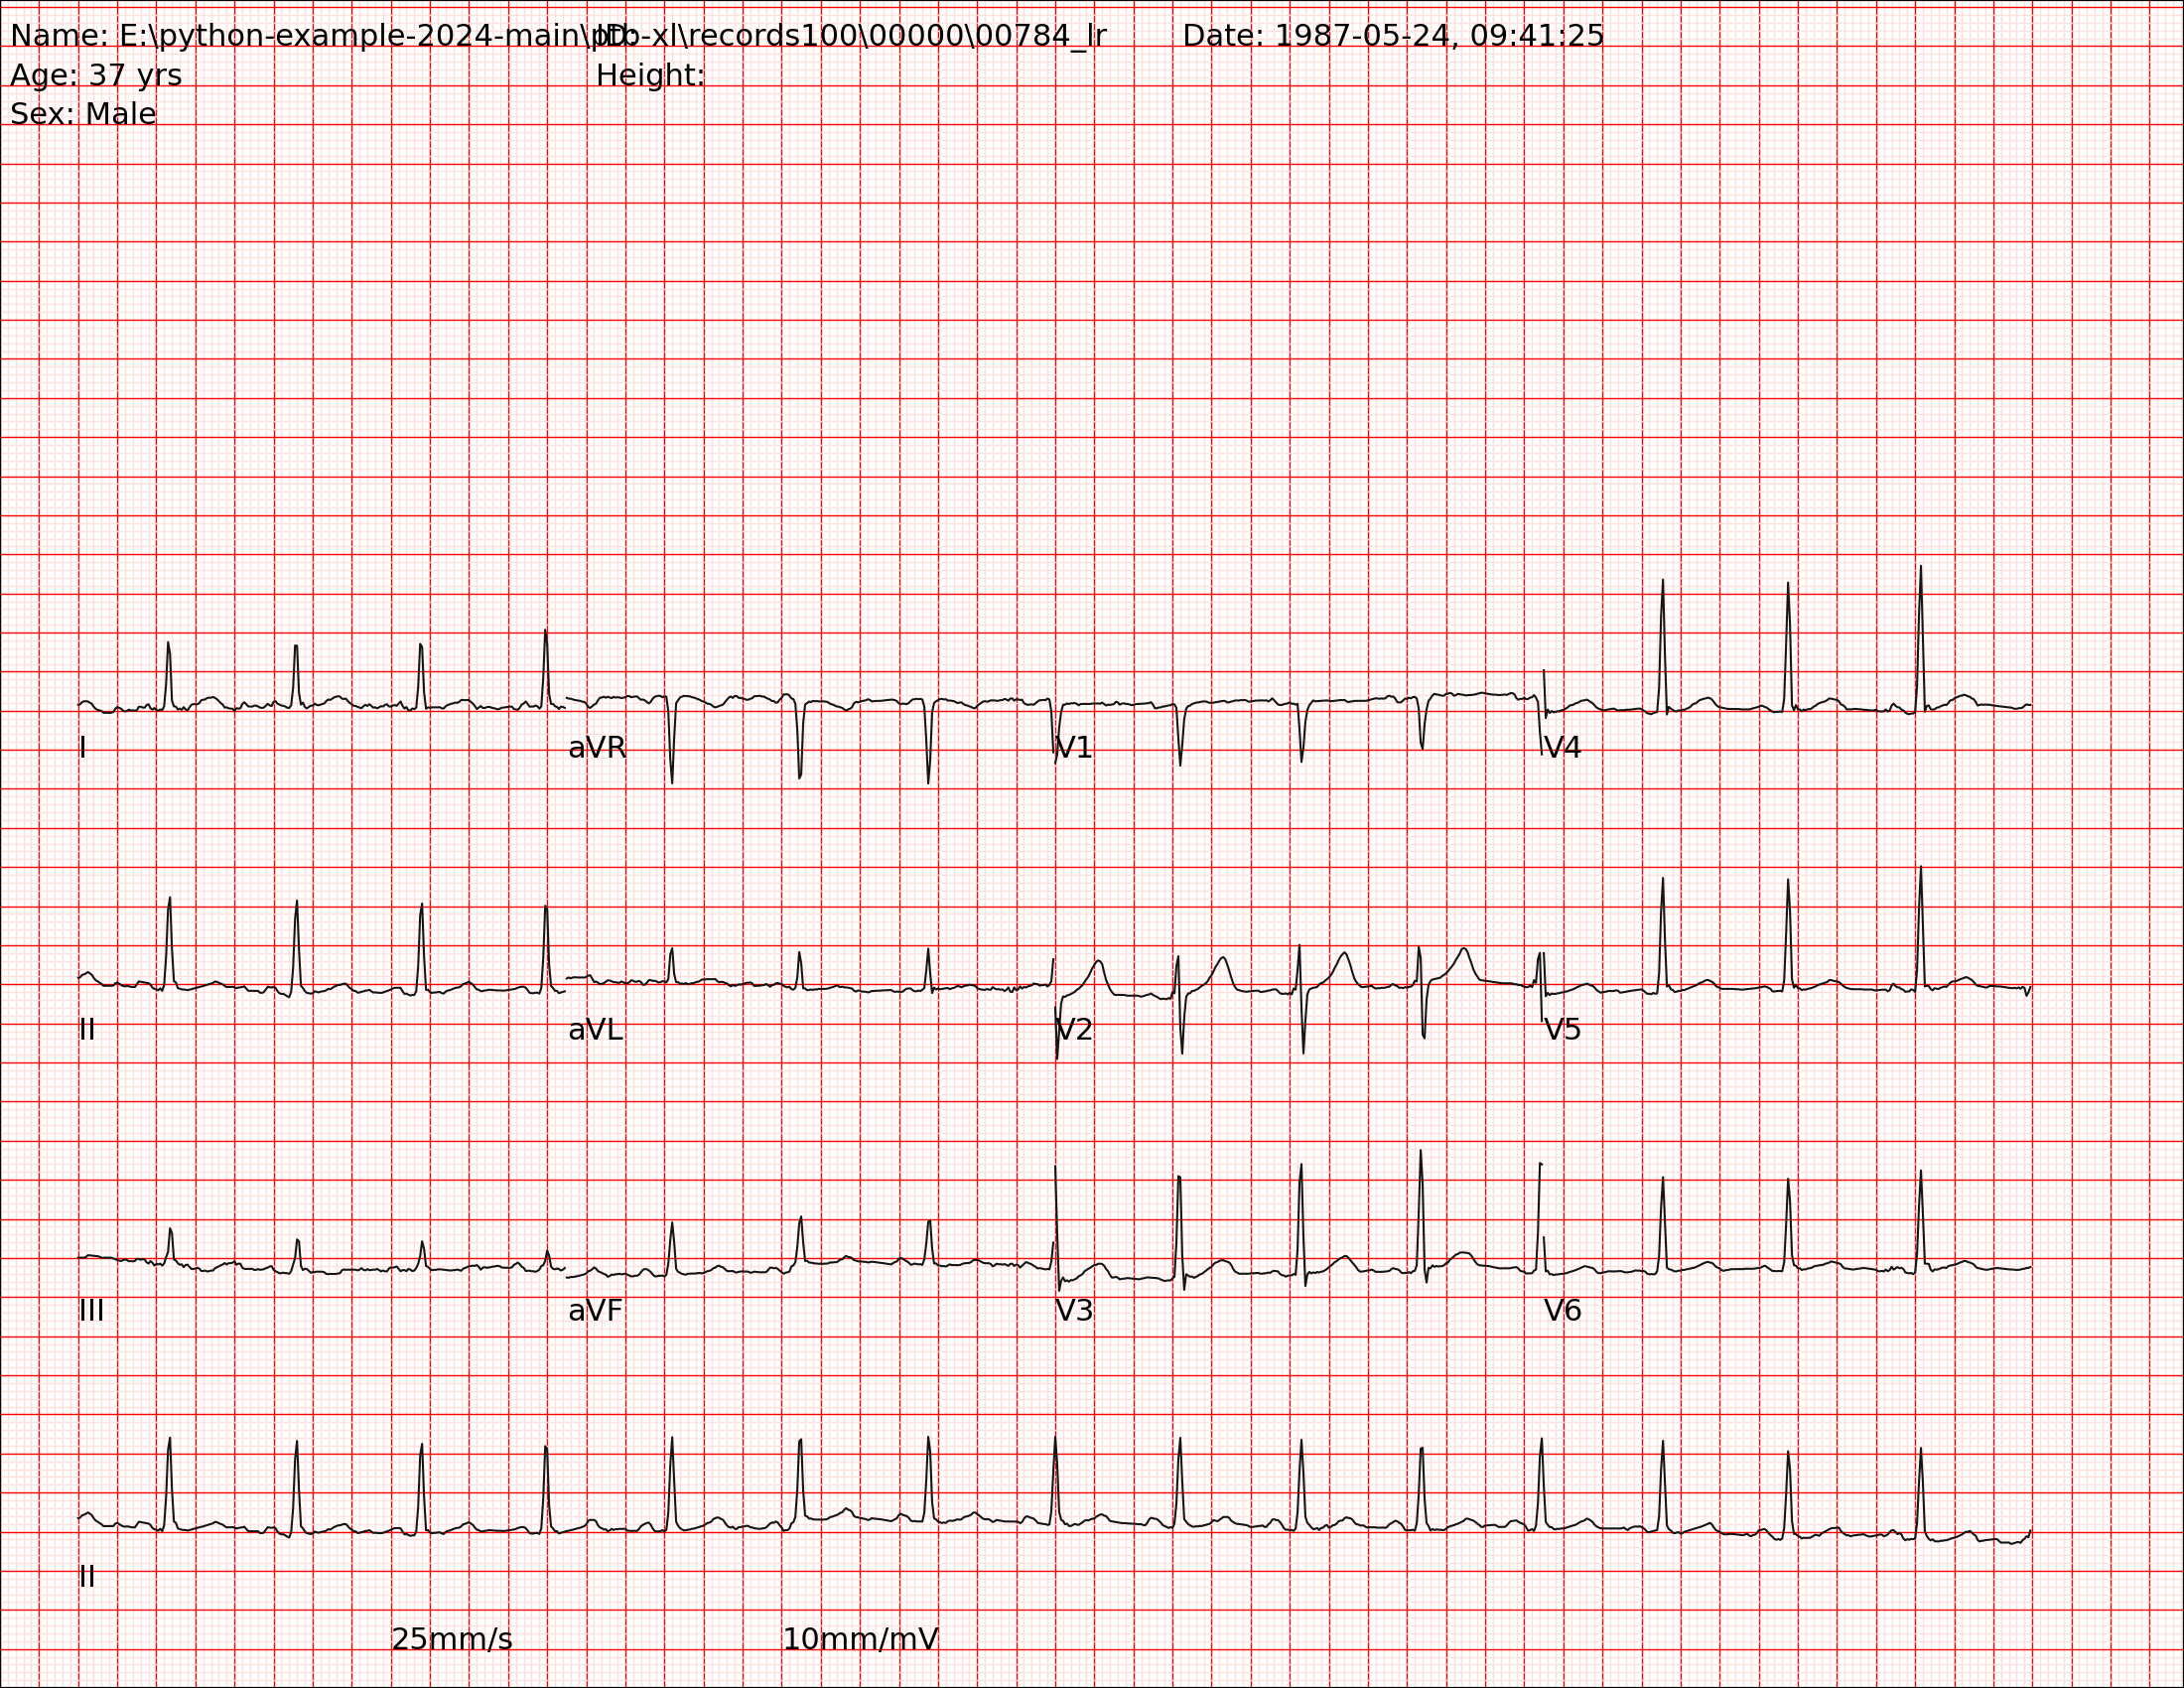 Name: E:\python-example-2024-main\ptb-xl\records100\00000\00784_lr ID: Date: 1987-05-24, 09:41:25
Age: 37 yrs Height:
Sex: Male
I aVR V1 V4
II aVL V2 V5
III aVF V3 V6
II
25mm/s 10mm/mV